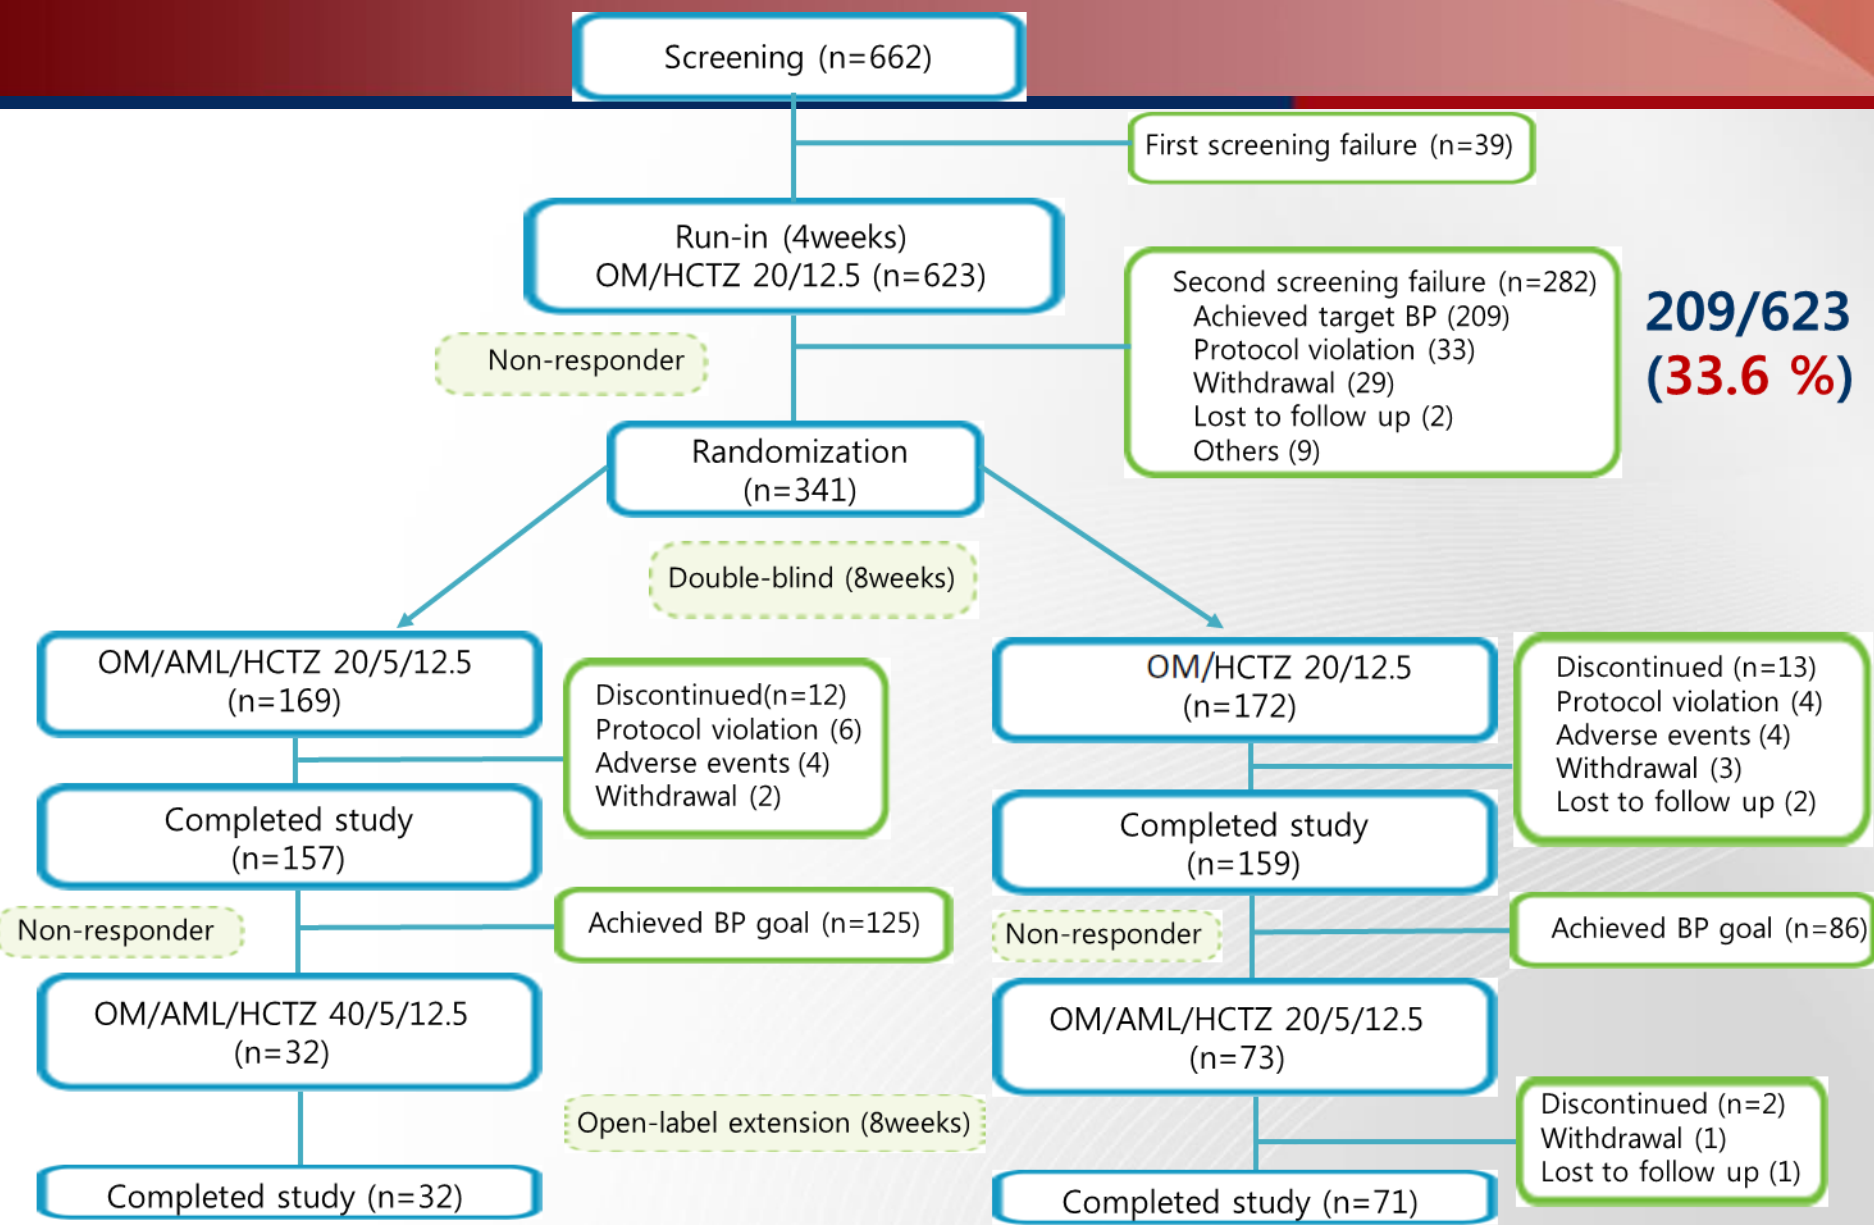 Screening (n=662)
First screening failure (n=39)
Run-in (4weeks)
OM/HCTZ 20/12.5 (n=623)
Second screening failure (n=282)
Achieved target BP (209)
Protocol violation (33)
Withdrawal (29)
Lost to follow up (2)
Others (9)
209/623
(33.6 %)
Non-responder
Randomization
(n=341)
Double-blind (8weeks)
OM/AML/HCTZ 20/5/12.5
(n=169)
Discontinued(n=12)
Protocol violation (6)
Adverse events (4)
Withdrawal (2)
Completed study
(n=157)
Non-responder
Achieved BP goal (n=125)
OM/AML/HCTZ 40/5/12.5
(n=32)
Completed study (n=32)
OM/HCTZ 20/12.5
(n=172)
Discontinued (n=13)
Protocol violation (4)
Adverse events (4)
Withdrawal (3)
Lost to follow up (2)
Completed study
(n=159)
Non-responder
Achieved BP goal (n=86)
OM/AML/HCTZ 20/5/12.5
(n=73)
Open-label extension (8weeks)
Discontinued (n=2)
Withdrawal (1)
Lost to follow up (1)
Completed study (n=71)